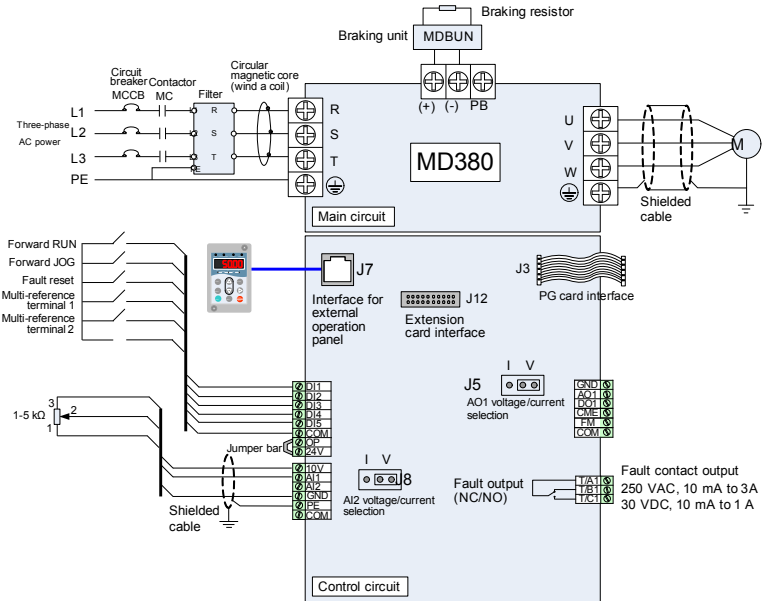 Braking resistor
Braking unit
MDBUN
Circuit
breaker
MCCB
Contactor
MC
Filter
Circular
magnetic core
(wind a coil)
(+) (-) PB
L1
Three-phase
L2
AC power
L3
PE
R
S
T
PE
R
S
T
MD380
U
V
W
M
Shielded
cable
Main circuit
Forward RUN
Forward JOG
Fault reset
Multi-reference
terminal 1
Multi-reference
terminal 2
J7
Interface for
external
operation
panel
J12
Extension
card interface
J3
PG card interface
I V
J5
AO1 voltage/current
selection
GND
AO1
DO1
CME
FM
COM
3
2
1
1-5 kΩ
DI1
DI2
DI3
DI4
DI5
COM
OP
24V
Jumper bar
10V
AI1
AI2
GND
PE
COM
Shielded
cable
I V
J8
AI2 voltage/current
selection
Fault output
(NC/NO)
T/A1
T/B1
T/C1
Fault contact output
250 VAC, 10 mA to 3A
30 VDC, 10 mA to 1 A
Control circuit